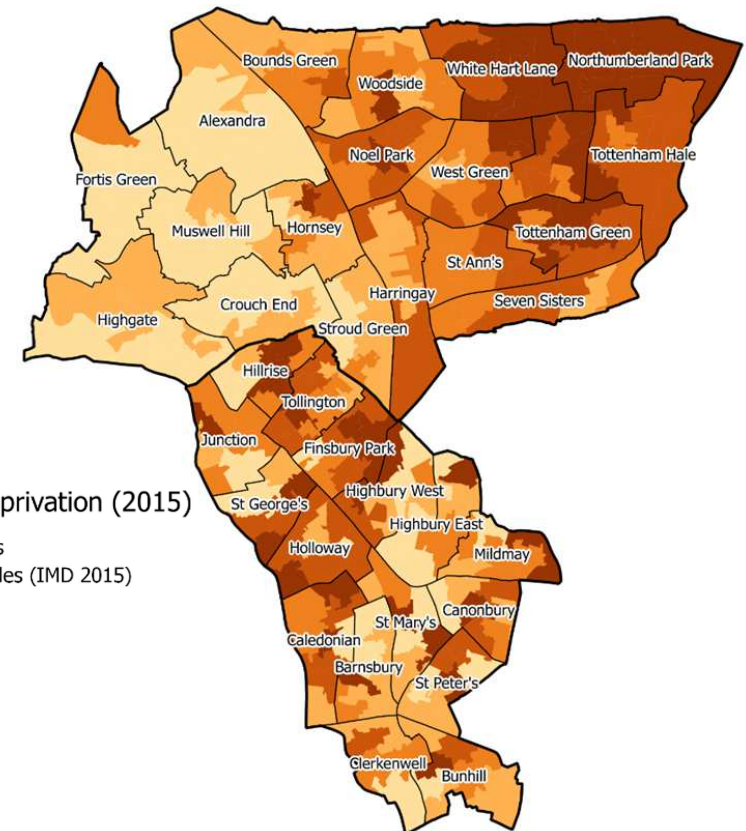 Bounds Green
White Hart Lane
Northumberland Park
Woodside
Alexandra
Noel Park
Tottenham Hale
West Green
Fortis Green
Muswell Hill
Hornsey
Tottenham Green
St Ann's
Harringay
Seven Sisters
Crouch End
Highgate
Stroud Green
Hillrise
Tollington
Junction
Finsbury Park
Highbury West
privation (2015)
St George's
Highbury East
s
Holloway
Mildmay
les (IMD 2015)
Canonbury
St Mary's
Caledonian
Barnsbury
St Peter's
Clerkenwell
Bunhill